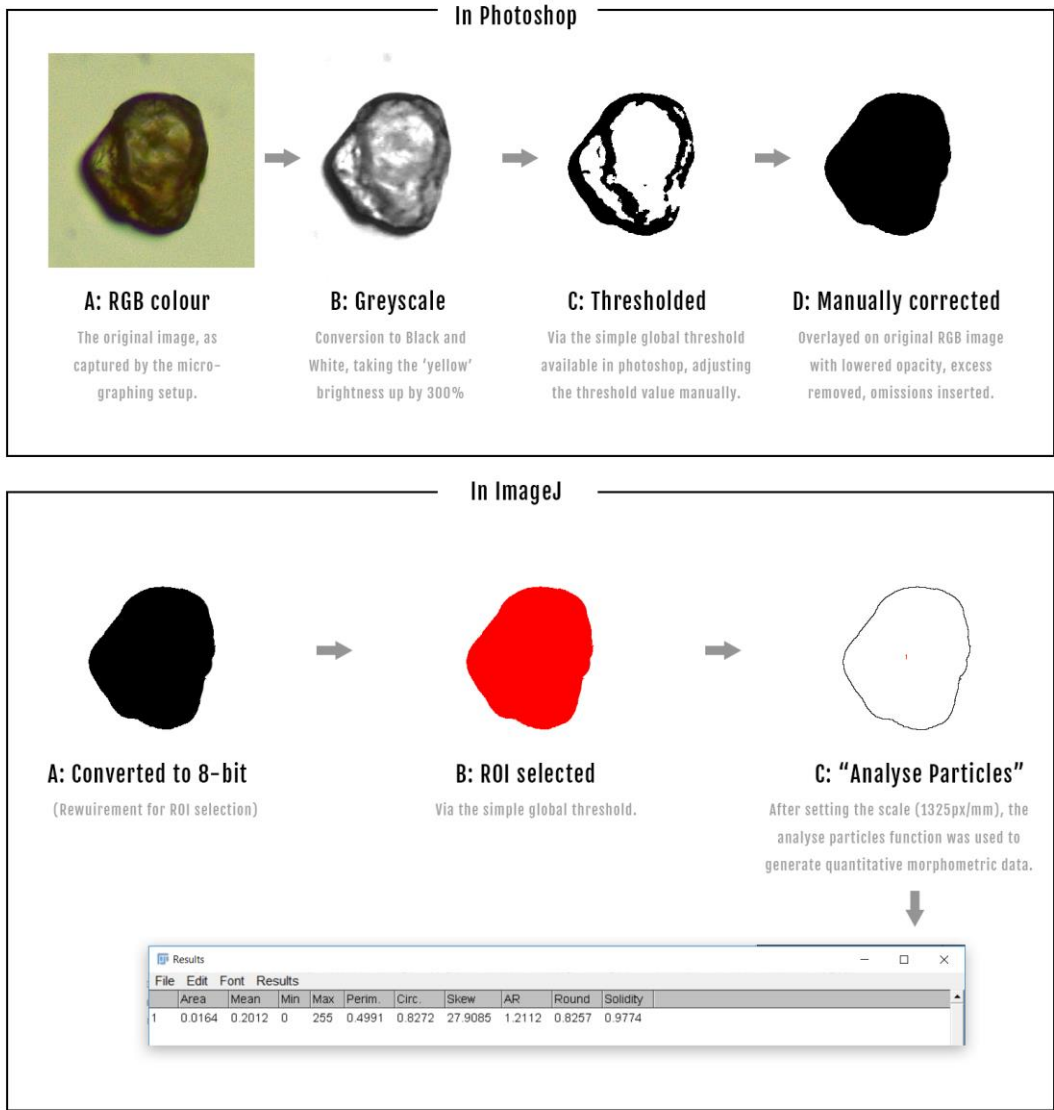 In Photoshop
A: RGB colour
The original image, as
captured by the micro-
graphing setup.
B: Greyscale
Conversion to Black and
White, taking the ‘yellow’
brightness up by 300%
C: Thresholded
Via the simple global threshold
available in photoshop, adjusting
the threshold value manually.
D: Manually corrected
Overlayed on original RGB image
with lowered opacity, excess
removed, omissions inserted.
In ImageJ
A: Converted to 8-bit
(Rewuirement for ROI selection)
B: ROI selected
Via the simple global threshold.
C: “Analyse Particles”
After setting the scale (1325px/mm), the
analyse particles function was used to
generate quantitative morphometric data.
Results
File Edit Font Results
Area Mean Min Max Perim. Circ. Skew AR Round Solidity
1 0.0164 0.2012 0 255 0.4991 0.8272 27.9085 1.2112 0.8257 0.9774